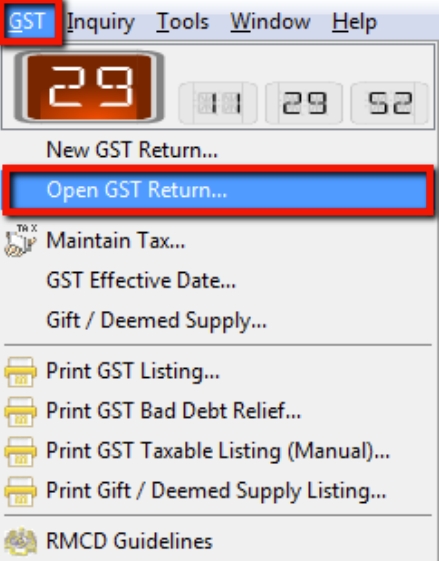 GST Inquiry Tools Window Help
29 11 29 52
New GST Return...
Open GST Return...
TAX
Maintain Tax...
GST Effective Date...
Gift / Deemed Supply...
Print GST Listing...
Print GST Bad Debt Relief...
Print GST Taxable Listing (Manual)...
Print Gift / Deemed Supply Listing...
RMCD Guidelines